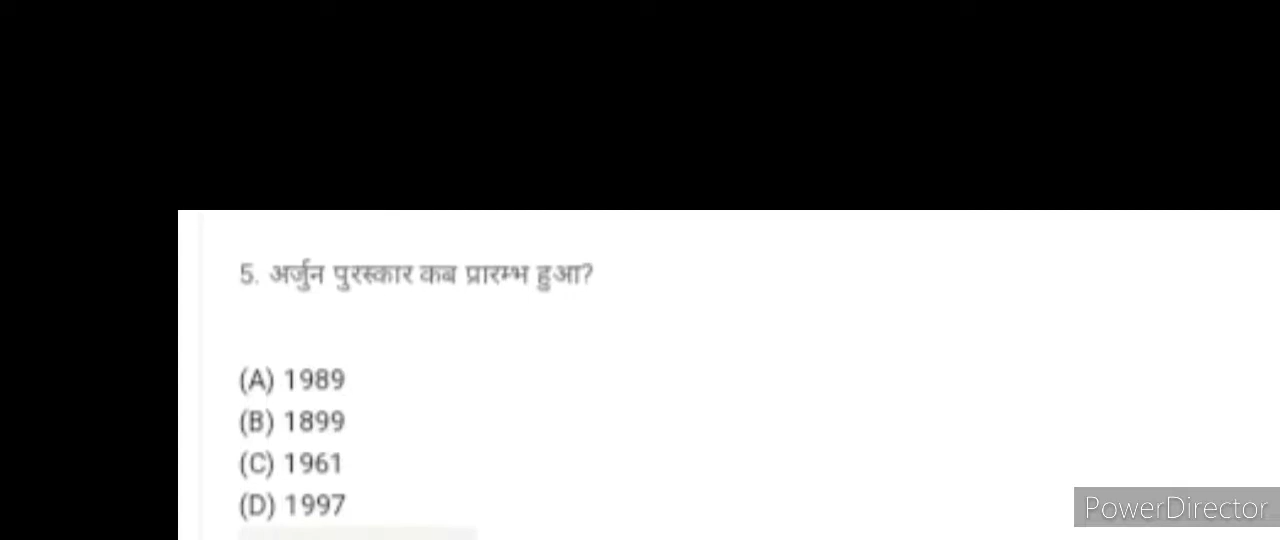 5. अर्जुन पुरस्कार कब प्रारम्भ हुआ?
(A) 1989
(B) 1899
(C) 1961
(D) 1997
PowerDirector